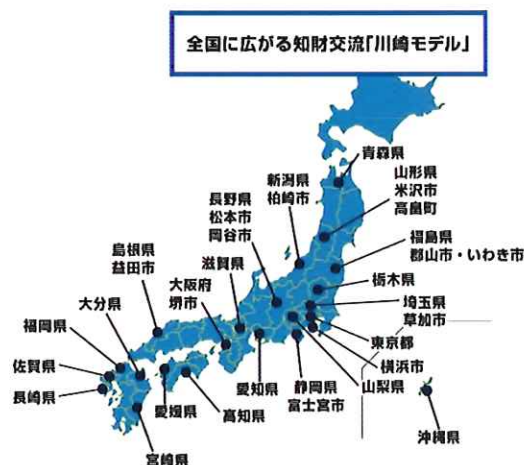 全国に広がる知財交流「川崎モデル」
青森県
山形県
米沢市
高畠町
新潟県
柏崎市
長野県
松本市
岡谷市
福島県
郡山市・いわき市
島根県
益田市
滋賀県
大阪府
堺市
栃木県
大分県
埼玉県
草加市
福岡県
東京都
佐賀県
横浜市
長崎県
愛媛県
高知県
愛知県
静岡県
富士宮市
山梨県
宮崎県
沖縄県